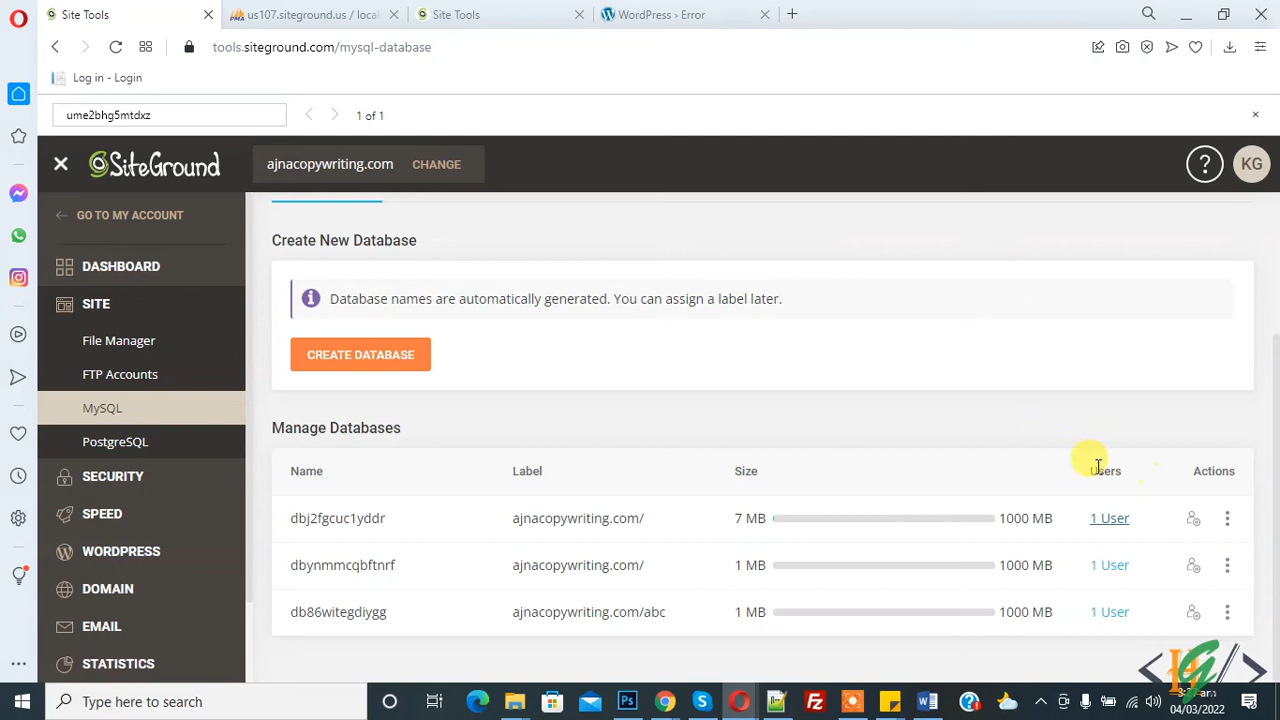 Site Tools
us107.siteground.us / local
Site Tools
WordPress › Error
tools.siteground.com/mysql-database
Log in - Login
ume2bhg5mtdxz
1 of 1
SiteGround
ajnacopywriting.com
CHANGE
?
KG
GO TO MY ACCOUNT
DASHBOARD
SITE
File Manager
FTP Accounts
MySQL
PostgreSQL
SECURITY
SPEED
WORDPRESS
DOMAIN
EMAIL
STATISTICS
Create New Database
Database names are automatically generated. You can assign a label later.
CREATE DATABASE
Manage Databases
Name Label Size Users Actions
dbj2fgcuc1yddr ajnacopywriting.com/ 7 MB 1000 MB 1 User
dbynmmcqbftnrf ajnacopywriting.com/ 1 MB 1000 MB 1 User
db86witegdiygg ajnacopywriting.com/abc 1 MB 1000 MB 1 User
Type here to search
04/03/2022